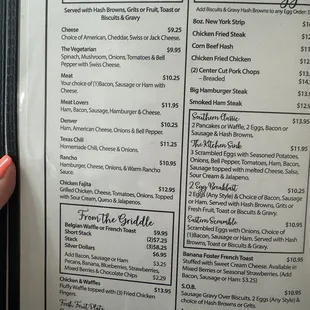 Served with Hash Browns, Grits or Fruit, Toast or
Biscuits & Gravy
Cheese $9.25
Choice of American, Cheddar, Swiss or Jack Cheese.
The Vegetarian $9.95
Spinach, Mushroom, Onions, Tomatoes & Bell
Pepper with Swiss Cheese.
Meat $10.25
Your choice of (1)Bacon, Sausage or Ham with
Cheese.
Meat Lovers $11.95
Ham, Bacon, Sausage, Hamburger & Cheese.
Denver $10.25
Ham, American Cheese, Onions & Bell Pepper.
Texas Chili $11.25
Homemade Chili, Cheese & Onions.
Rancho $10.95
Hamburger, Cheese, Onions, and Warm Rancho
Sauce.
Chicken Fajita $12.95
Grilled Chicken, Cheese, Tomatoes, Onions, Topped
with Sour Cream, Queso & Jalapenos.
From the Griddle
Belgian Waffle or French Toast $9.95
Short Stack (2)$7.25
Stack (3)$8.25
Silver Dollars
Add Bacon, Sausage or Ham $3.25
Pecans, Banana, Blueberries, Strawberries,
Mixed Berries & Chocolate Chips $2.29
Chicken & Waffles $13.95
Fluffy Waffle topped with (3) Fried Chicken
Fingers
Fresh Fruit Plate
Add Biscuits & Gravy Hash Browns to any Egg Order
8oz. New York Strip
Chicken Fried Steak
Corned Beef Hash
Chicken Fried Chicken
(2) Center Cut Pork Chops
- Breaded
Big Hamburger Steak
Smoked Ham Steak
Southern Classic $13.95
2 Pancakes or Waffle, 2 Eggs, Bacon or
Sausage & Hash Browns.
The Kitchen Sink $11.95
3 Scrambled Eggs with Seasoned Potatoes,
Onions, Bell Pepper, Tomatoes, Ham, Bacon,
Sausage topped with melted Cheese, Salsa,
Sour Cream & Jalapeno.
2 Egg Breakfast $10.25
2 Eggs (Any Style) & Choice of Bacon, Sausage
or Ham. Served with Hash Browns, Grits or
Fresh Fruit, Toast or Biscuits & Gravy.
Eastern Scramble
Scrambled Eggs with Onions, Choice of
(1)Bacon, Sausage or Ham. Served with Hash
Browns, Toast or Biscuits & Gravy.
Banana Foster French Toast
Stuffed with Sweet Cream Cheese. Available in
Mixed Berries or Seasonal Strawberries. (Add
Bacon, Sausage or Ham: $3.25)
S.O.B.
Sausage Gravy Over Biscuits, 2 Eggs (Any Style) &
choice of Hash Browns or Grits